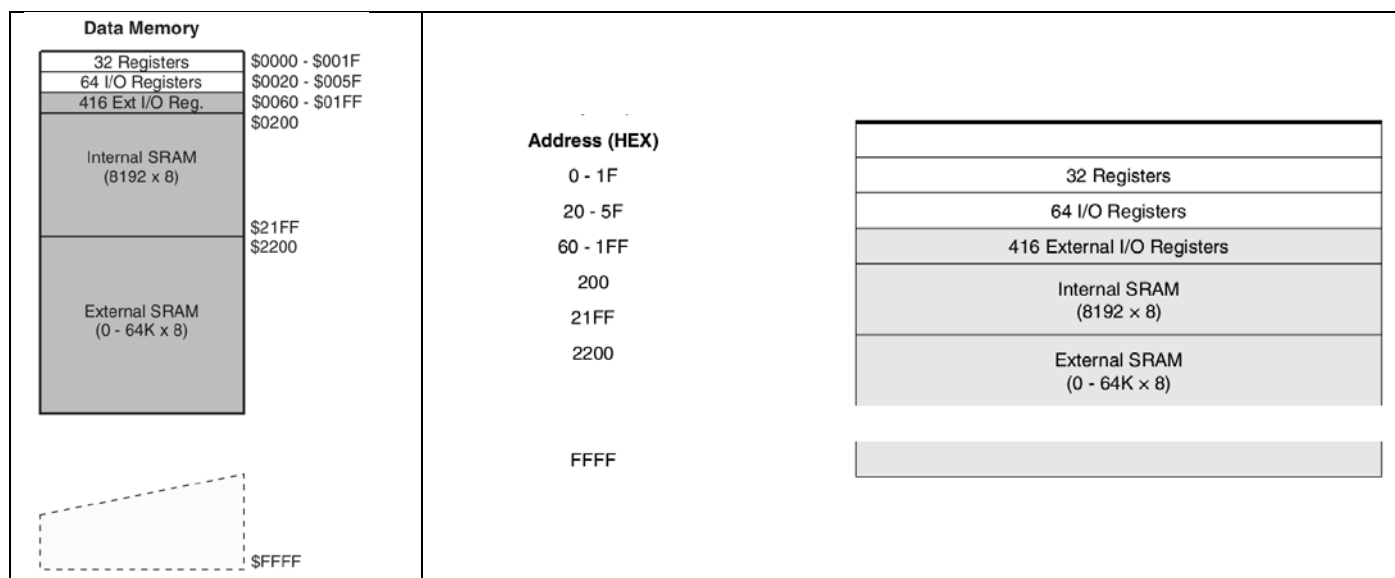 Data Memory
32 Registers $0000 - $001F
64 I/O Registers $0020 - $005F
416 Ext I/O Reg. $0060 - $01FF
$0200
Internal SRAM
(8192 x 8)
$21FF
$2200
External SRAM
(0 - 64K x 8)
$FFFF
Address (HEX)
0 - 1F 32 Registers
20 - 5F 64 I/O Registers
60 - 1FF 416 External I/O Registers
200 Internal SRAM
(8192 × 8)
21FF
2200 External SRAM
(0 - 64K × 8)
FFFF